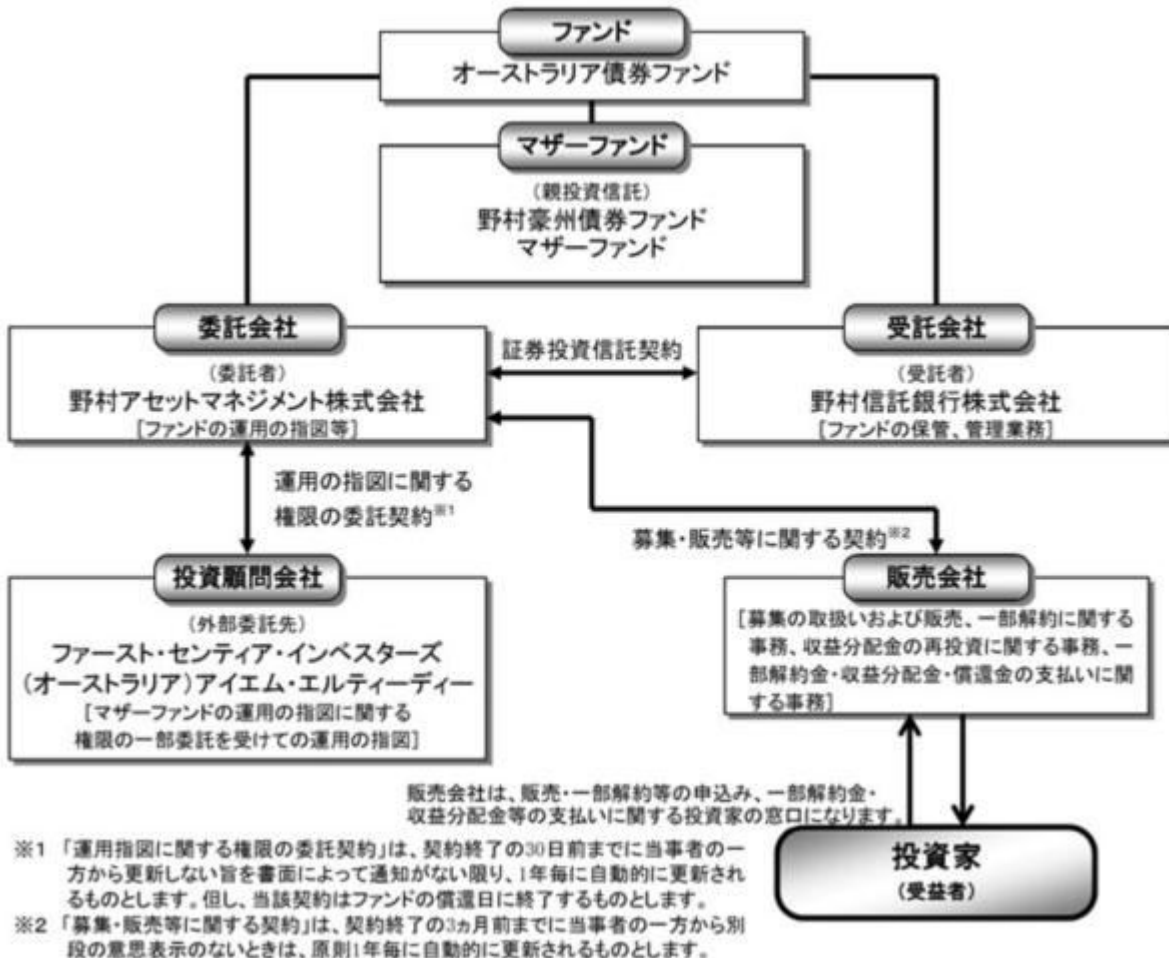 ファンド
オーストラリア債券ファンド
マザーファンド
(親投資信託)
野村豪州債券ファンド
マザーファンド
委託会社
(委託者)
野村アセットマネジメント株式会社
[ファンドの運用の指図等]
証券投資信託契約
受託会社
(受託者)
野村信託銀行株式会社
[ファンドの保管、管理業務]
運用の指図に関する
権限の委託契約※1
募集・販売等に関する契約※2
投資顧問会社
(外部委託先)
ファースト・センティア・インベスターズ
(オーストラリア)アイエム・エルティーディー
[マザーファンドの運用の指図に関する
権限の一部委託を受けての運用の指図]
販売会社
[募集の取扱いおよび販売、一部解約に関する
事務、収益分配金の再投資に関する事務、一
部解約金・収益分配金・償還金の支払いに関
する事務]
販売会社は、販売・一部解約等の申込み、一部解約金・
収益分配金等の支払いに関する投資家の窓口になります。
投資家
(受益者)
※1 「運用指図に関する権限の委託契約」は、契約終了の30日前までに当事者の一
方から更新しない旨を書面によって通知がない限り、1年毎に自動的に更新され
るものとします。但し、当該契約はファンドの償還日に終了するものとします。
※2 「募集・販売等に関する契約」は、契約終了の3ヵ月前までに当事者の一方から別
段の意思表示のないときは、原則1年毎に自動的に更新されるものとします。